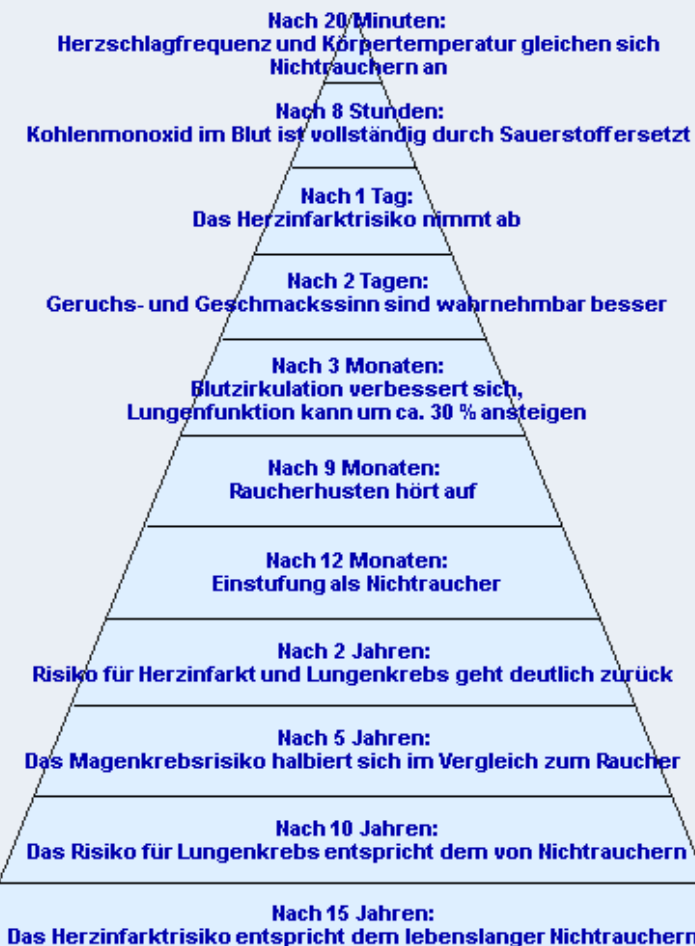 Nach 20 Minuten:
Herzschlagfrequenz und Körpertemperatur gleichen sich
Nichtrauchern an
Nach 8 Stunden:
Kohlenmonoxid im Blut ist vollständig durch Sauerstoffersetzt
Nach 1 Tag:
Das Herzinfarktrisiko nimmt ab
Nach 2 Tagen:
Geruchs- und Geschmackssinn sind wahrnehmbar besser
Nach 3 Monaten:
Blutzirkulation verbessert sich,
Lungenfunktion kann um ca. 30 % ansteigen
Nach 9 Monaten:
Raucherhusten hört auf
Nach 12 Monaten:
Einstufung als Nichtraucher
Nach 2 Jahren:
Risiko für Herzinfarkt und Lungenkrebs geht deutlich zurück
Nach 5 Jahren:
Das Magenkrebsrisiko halbiert sich im Vergleich zum Raucher
Nach 10 Jahren:
Das Risiko für Lungenkrebs entspricht dem von Nichtrauchern
Nach 15 Jahren:
Das Herzinfarktrisiko entspricht dem lebenslanger Nichtrauchern